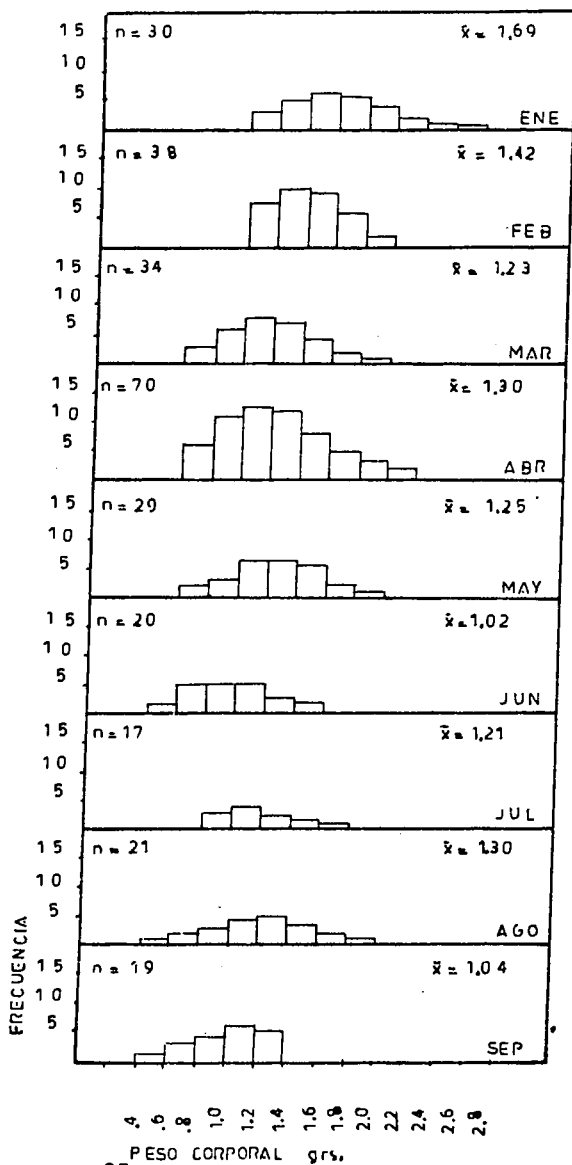 15 n = 30 x̄ = 1,69
10
5
ENE
15 n = 38 x̄ = 1,42
10
5
FEB
15 n = 34 x̄ = 1,23
10
5
MAR
15 n = 70 x̄ = 1,30
10
5
ABR
15 n = 29 x̄ = 1,25
10
5
MAY
15 n = 20 x̄ = 1,02
10
5
JUN
15 n = 17 x̄ = 1,21
10
5
JUL
15 n = 21 x̄ = 1.30
10
5
AGO
15 n = 19 x̄ = 1,04
10
5
SEP
FRECUENCIA
.4 .6 .8 1.0 1.2 1.4 1.6 1.8 2.0 2.2 2.4 2.6 2.8
PESO CORPORAL grs.